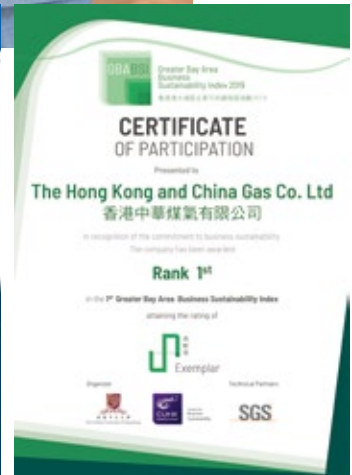 GBABSI
Greater Bay Area
Business
Sustainability Index 2019
CERTIFICATE
OF PARTICIPATION
Presented to
The Hong Kong and China Gas Co. Ltd
香港中華煤氣有限公司
in recognition of the commitment to business sustainability.
The company has been awarded
Rank 1st
in the 1st Greater Bay Area Business Sustainability Index
attaining the rating of
Exemplar
Organizer
Technical Partners
CUHK
SGS